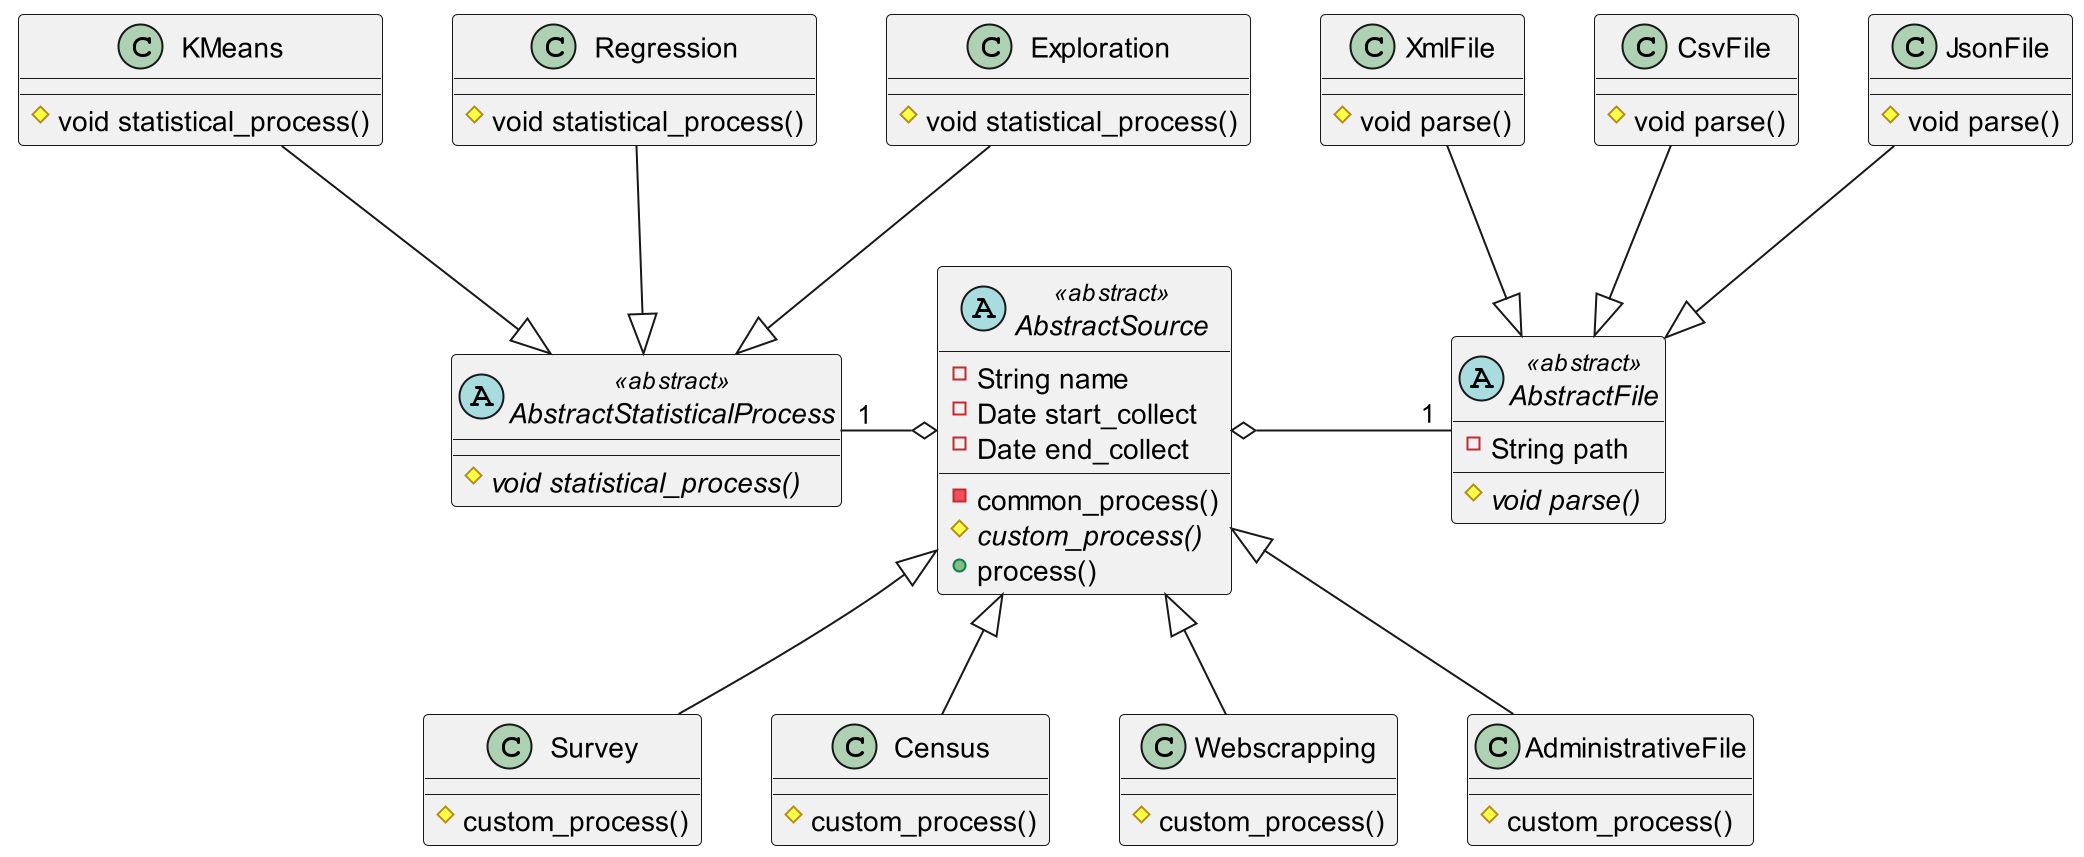 C KMeans
void statistical_process()
C Regression
void statistical_process()
C Exploration
void statistical_process()
C XmlFile
void parse()
C CsvFile
void parse()
C JsonFile
void parse()
A «abstract»
AbstractStatisticalProcess
void statistical_process()
1
A «abstract»
AbstractSource
String name
Date start_collect
Date end_collect
common_process()
custom_process()
process()
1
A «abstract»
AbstractFile
String path
void parse()
C Survey
custom_process()
C Census
custom_process()
C Webscrapping
custom_process()
C AdministrativeFile
custom_process()